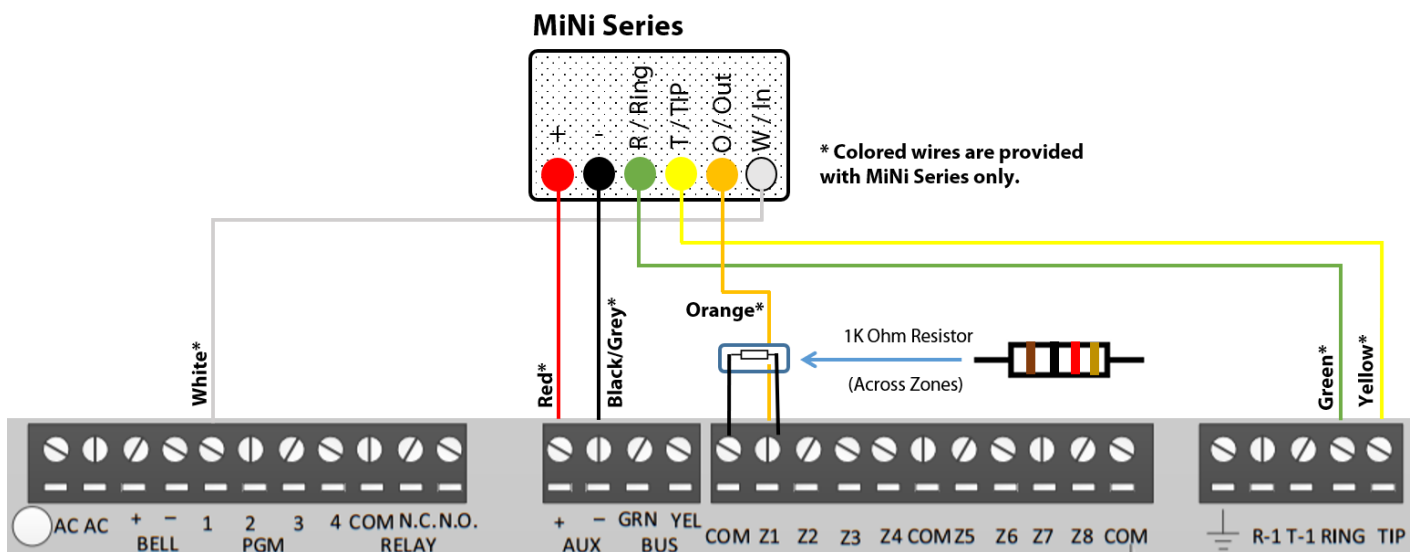 MiNi Series
+ - R / Ring T / TIP O / Out W / In
* Colored wires are provided
with MiNi Series only.
White*
Red*
Black/Grey*
Orange*
1K Ohm Resistor
(Across Zones)
Green*
Yellow*
AC AC + − 1 2 3 4 COM N.C. N.O.
BELL PGM RELAY
+ − GRN YEL
AUX BUS
COM Z1 Z2 Z3 Z4 COM Z5 Z6 Z7 Z8 COM
R-1 T-1 RING TIP